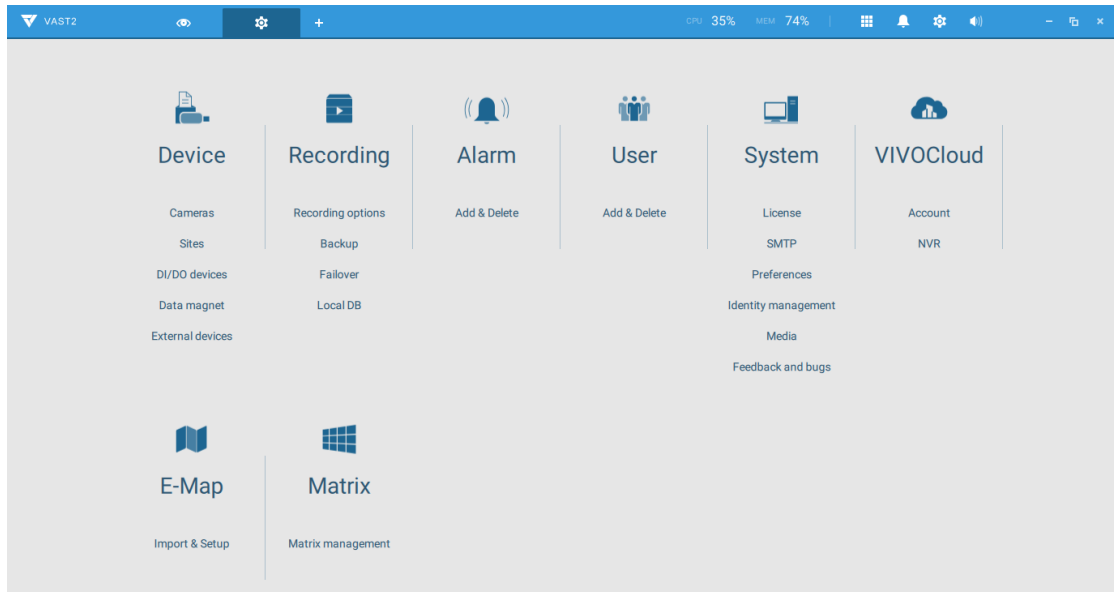 VAST2 CPU 35% MEM 74%
Device Recording Alarm User System VIVOCloud
Cameras Recording options Add & Delete Add & Delete License Account
Sites Backup SMTP NVR
DI/DO devices Failover Preferences
Data magnet Local DB Identity management
External devices Media
Feedback and bugs
E-Map Matrix
Import & Setup Matrix management